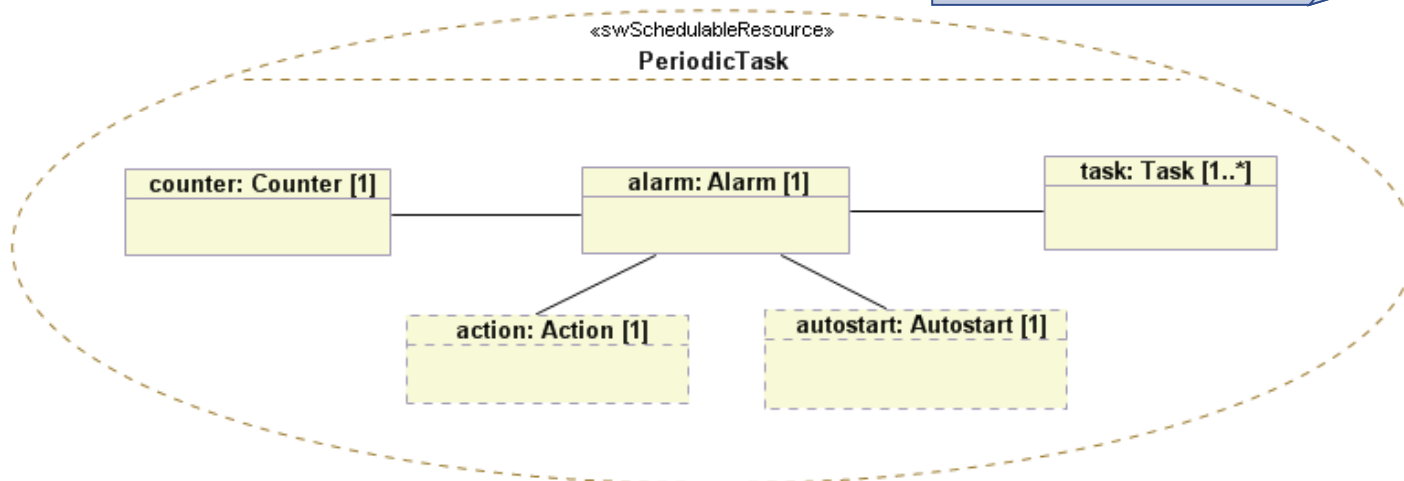 «swSchedulableResource»
PeriodicTask
counter: Counter [1]
alarm: Alarm [1]
task: Task [1..*]
action: Action [1]
autostart: Autostart [1]